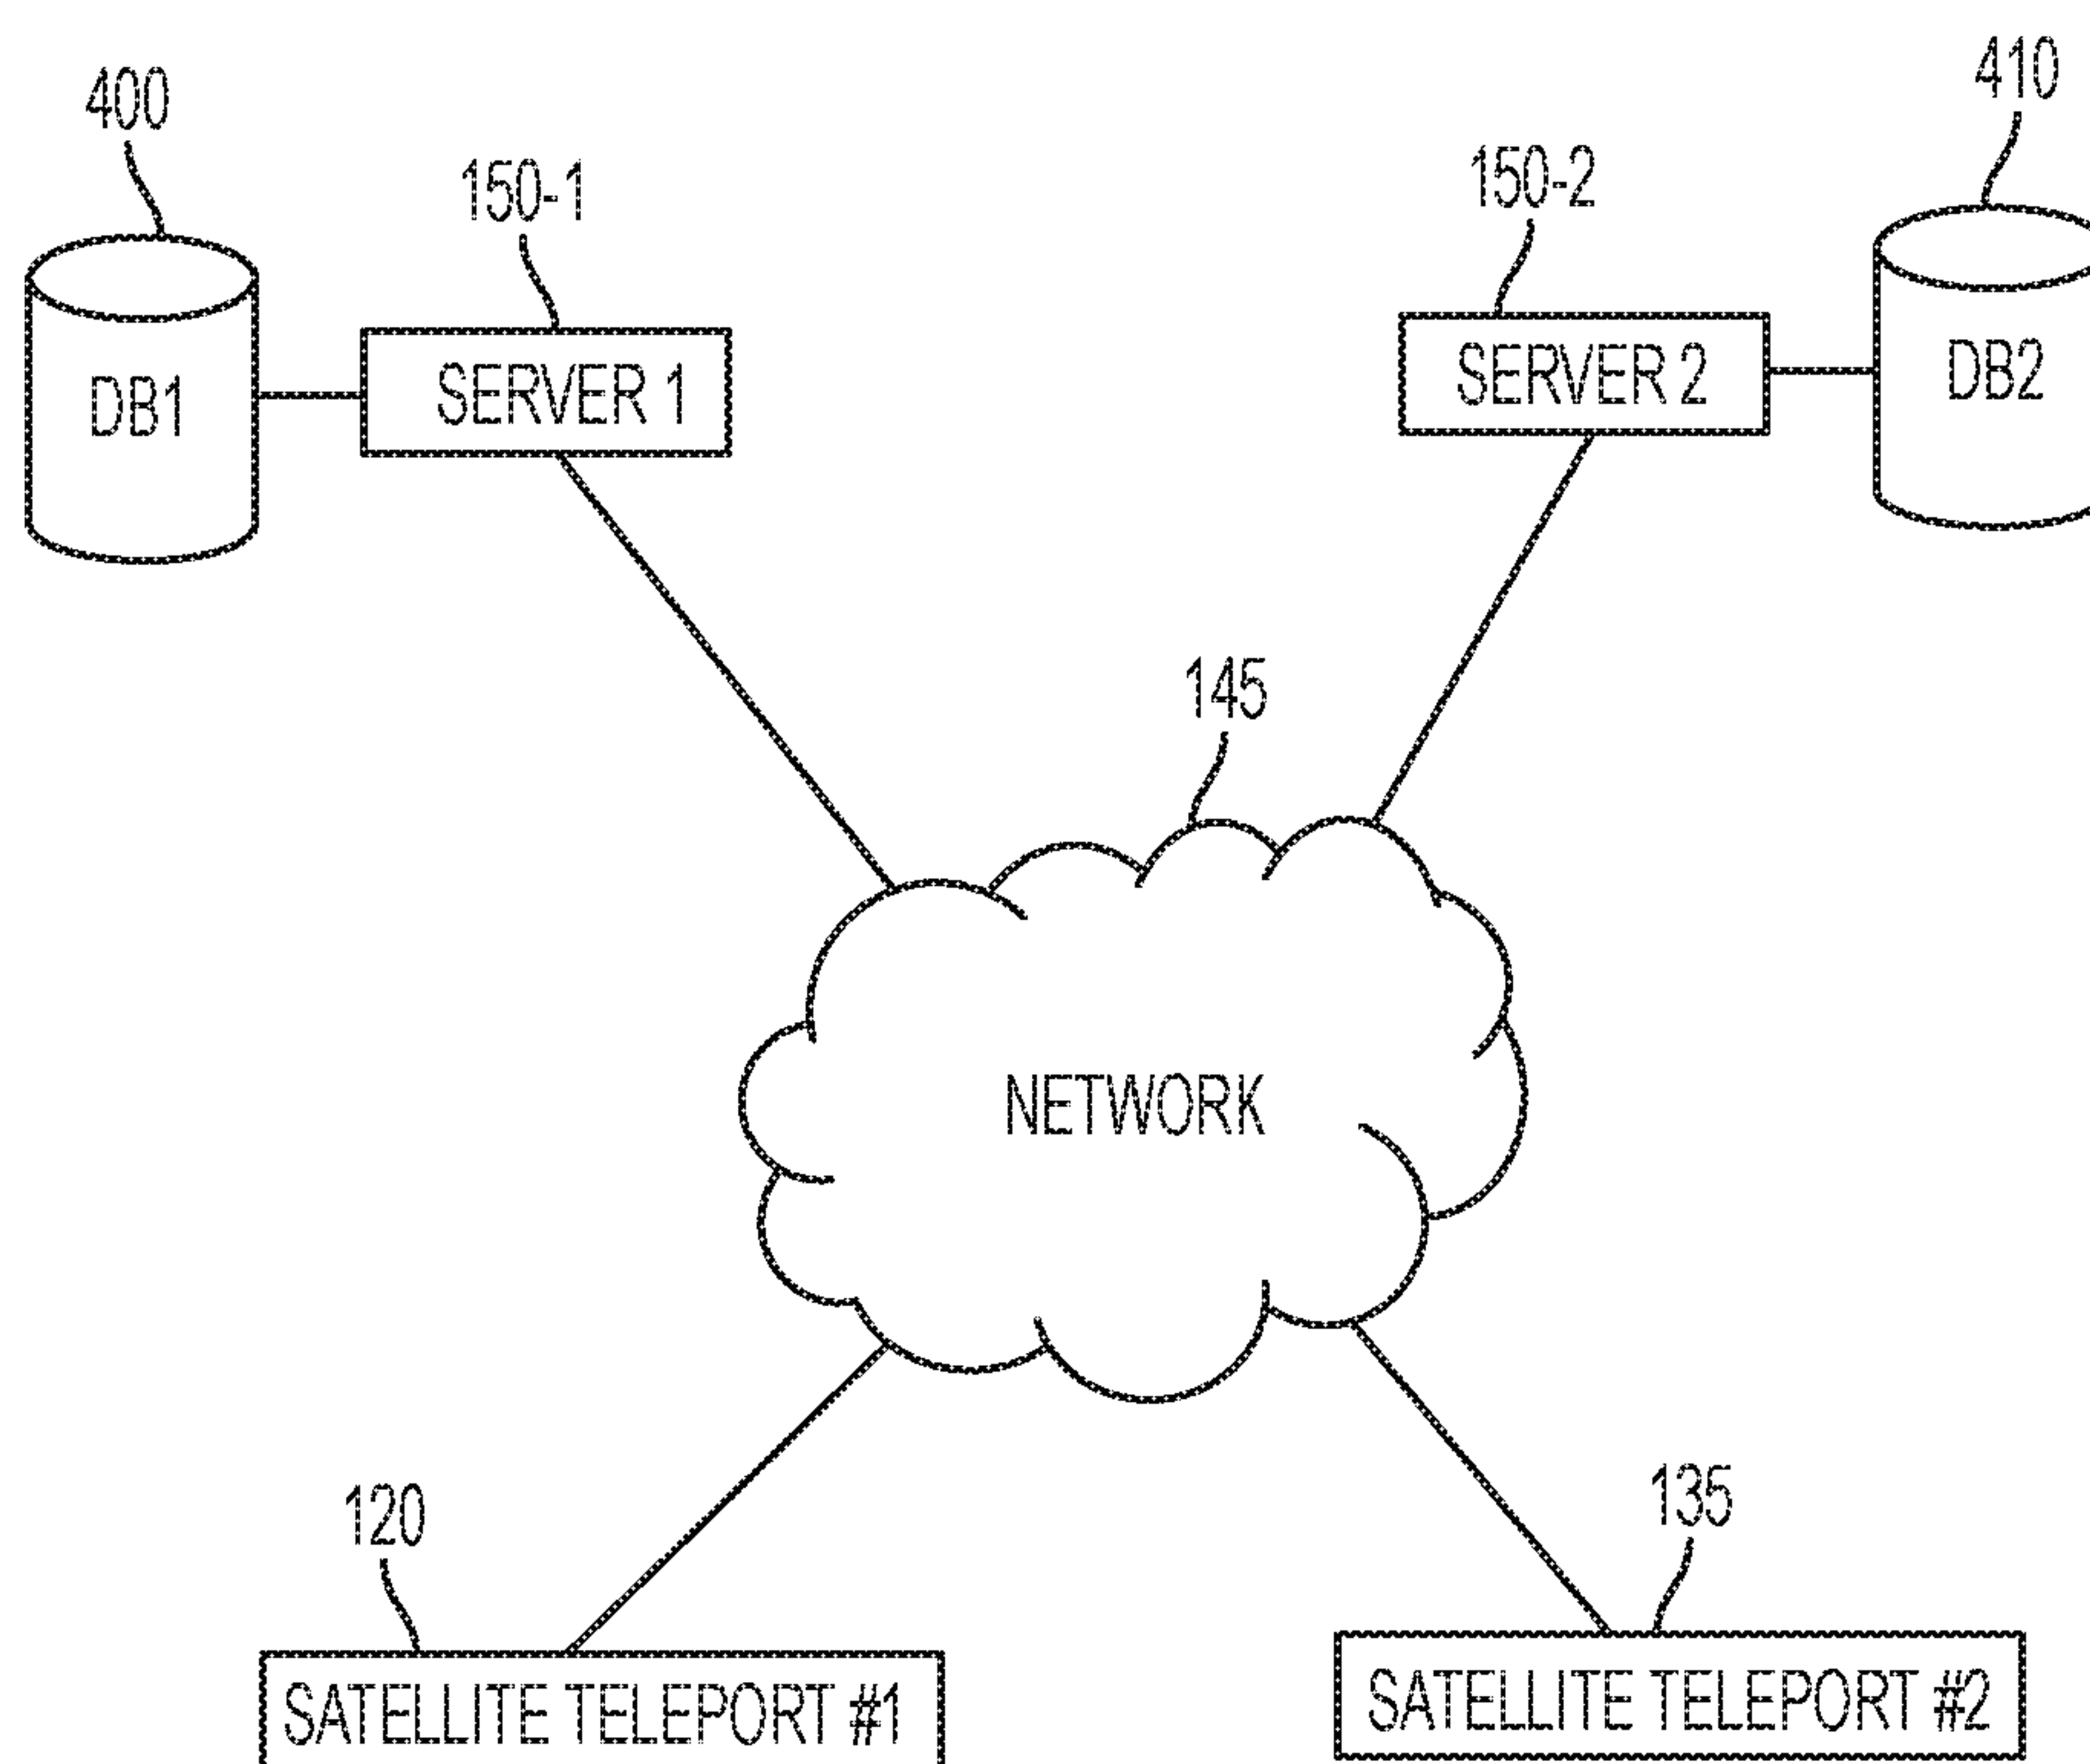 400
410
150-1
150-2
DB1
SERVER 1
SERVER 2
DB2
145
NETWORK
120
135
SATELLITE TELEPORT #1
SATELLITE TELEPORT #2